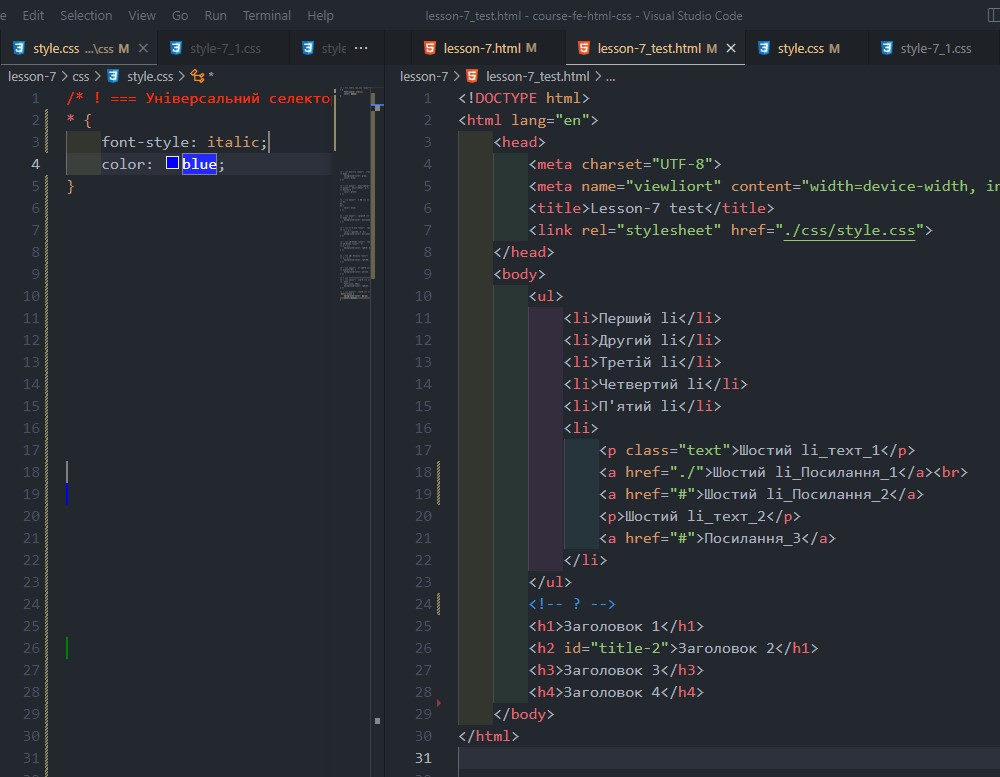 Edit Selection View Go Run Terminal Help lesson-7_test.html - course-fe-html-css - Visual Studio Code
style.css ...\css M style-7_1.css style ...
lesson-7.html M lesson-7_test.html M style.css M style-7_1.css
lesson-7 > css > style.css > *
1 /* ! === Універсальний селекто
2 * {
3 font-style: italic;
4 color: blue;
5 }
6
7
8
9
10
11
12
13
14
15
16
17
18
19
20
21
22
23
24
25
26
27
28
29
30
31
lesson-7 > lesson-7_test.html > ...
1 <!DOCTYPE html>
2 <html lang="en">
3 <head>
4 <meta charset="UTF-8">
5 <meta name="viewliort" content="width=device-width, in
6 <title>Lesson-7 test</title>
7 <link rel="stylesheet" href="./css/style.css">
8 </head>
9 <body>
10 <ul>
11 <li>Перший li</li>
12 <li>Другий li</li>
13 <li>Третій li</li>
14 <li>Четвертий li</li>
15 <li>П'ятий li</li>
16 <li>
17 <p class="text">Шостий li_текст_1</p>
18 <a href="./">Шостий li_Посилання_1</a><br>
19 <a href="#">Шостий li_Посилання_2</a>
20 <p>Шостий li_текст_2</p>
21 <a href="#">Посилання_3</a>
22 </li>
23 </ul>
24 <!-- ? -->
25 <h1>Заголовок 1</h1>
26 <h2 id="title-2">Заголовок 2</h1>
27 <h3>Заголовок 3</h3>
28 <h4>Заголовок 4</h4>
29 </body>
30 </html>
31